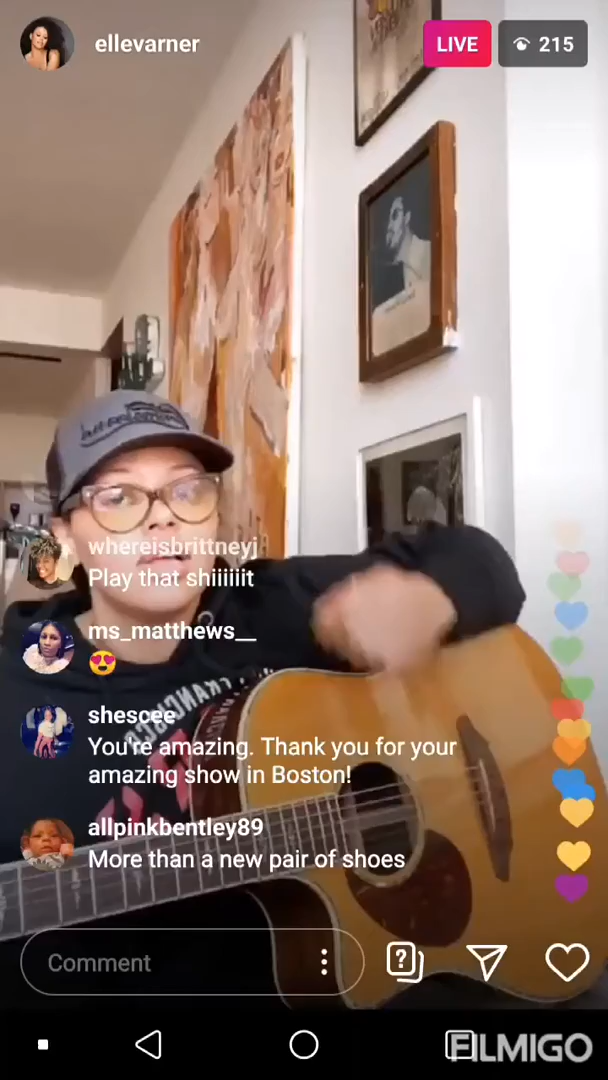 ellevarner
LIVE
215
whereisbrittneyj
Play that shiiiiiit
ms_matthews__
shescee
You're amazing. Thank you for your
amazing show in Boston!
allpinkbentley89
More than a new pair of shoes
Comment
FILMIGO